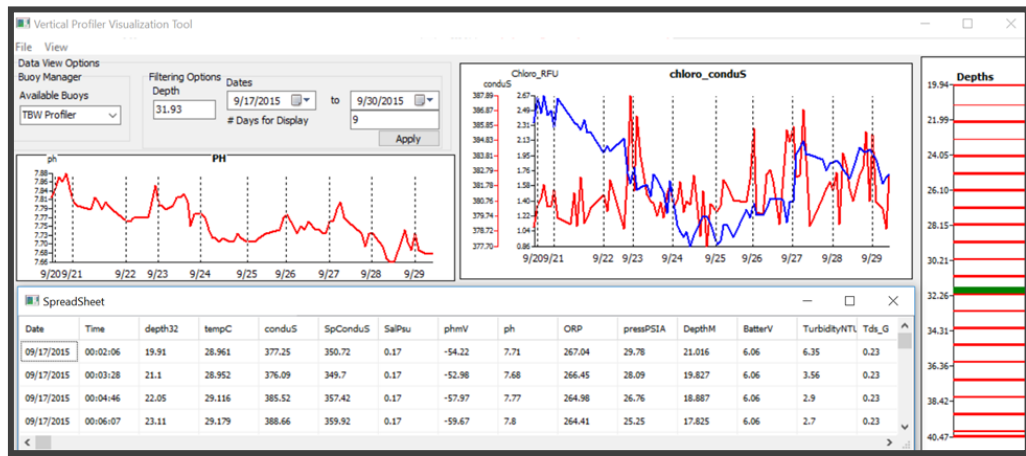 Vertical Profiler Visualization Tool
File View
Data View Options
Buoy Manager
Available Buoys
TBW Profiler
Filtering Options
Depth
31.93
Dates
9/17/2015 to 9/30/2015
# Days for Display 9
Apply
PH
ph
7.88
7.85
7.83
7.81
7.79
7.77
7.75
7.72
7.70
7.68
7.66
9/20 9/21 9/22 9/23 9/24 9/25 9/26 9/27 9/28 9/29
chloro_conduS
Chloro_RFU
conduS
387.89
386.87
385.85
384.83
383.81
382.79
381.78
380.76
379.74
378.72
377.70
2.67
2.49
2.31
2.13
1.95
1.76
1.58
1.40
1.22
1.04
0.86
9/20 9/21 9/22 9/23 9/24 9/25 9/26 9/27 9/28 9/29
Depths
19.94
21.99
24.05
26.10
28.15
30.21
32.26
34.31
36.36
38.42
40.47
SpreadSheet
Date Time depth32 tempC conduS SpConduS SalPsu phmV ph ORP pressPSIA DepthM BatterV TurbidityNTU Tds_G
09/17/2015 00:02:06 19.91 28.961 377.25 350.72 0.17 -54.22 7.71 267.04 29.78 21.016 6.06 6.35 0.23
09/17/2015 00:03:28 21.1 28.952 376.09 349.7 0.17 -52.98 7.68 266.45 28.09 19.827 6.06 3.56 0.23
09/17/2015 00:04:46 22.05 29.116 385.52 357.42 0.17 -57.97 7.77 264.98 26.76 18.887 6.06 2.9 0.23
09/17/2015 00:06:07 23.11 29.179 388.66 359.92 0.17 -59.67 7.8 264.41 25.25 17.825 6.06 2.7 0.23